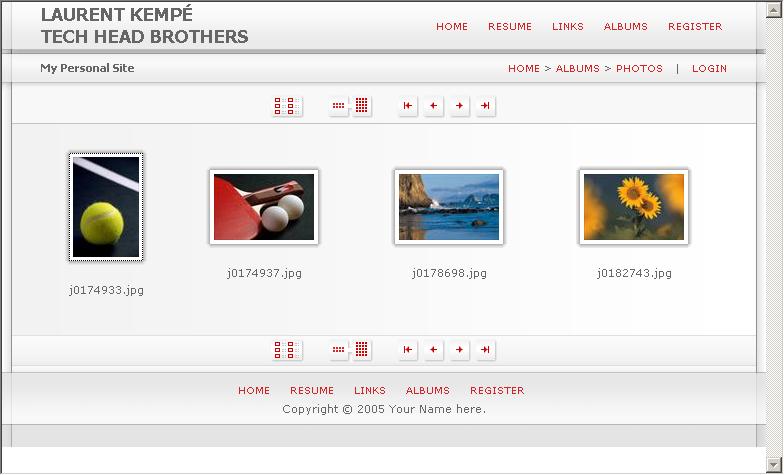 LAURENT KEMPÉ
TECH HEAD BROTHERS
HOME RESUME LINKS ALBUMS REGISTER
My Personal Site
HOME > ALBUMS > PHOTOS | LOGIN
j0174933.jpg
j0174937.jpg
j0178698.jpg
j0182743.jpg
HOME RESUME LINKS ALBUMS REGISTER
Copyright © 2005 Your Name here.